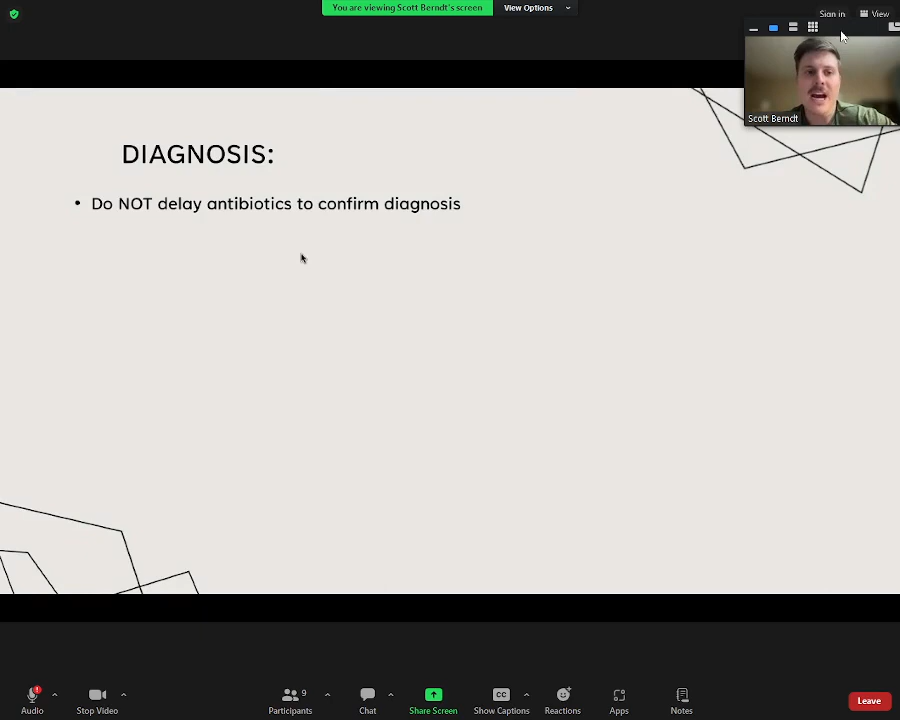 You are viewing Scott Berndt's screen
View Options
Sign in
View
Scott Berndt
DIAGNOSIS:
• Do NOT delay antibiotics to confirm diagnosis
Audio
Stop Video
Participants
9
Chat
Share Screen
CC
Show Captions
Reactions
Apps
Notes
Leave